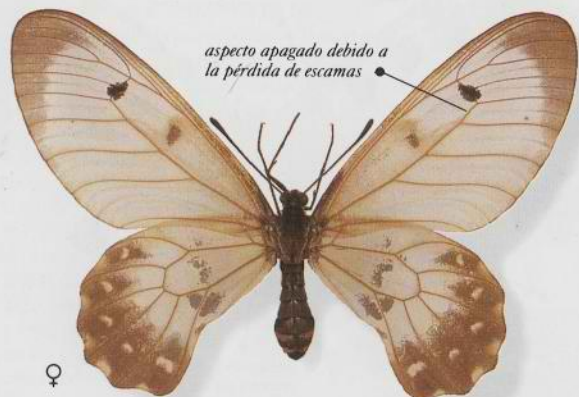 aspecto apagado debido a
la pérdida de escamas
♀